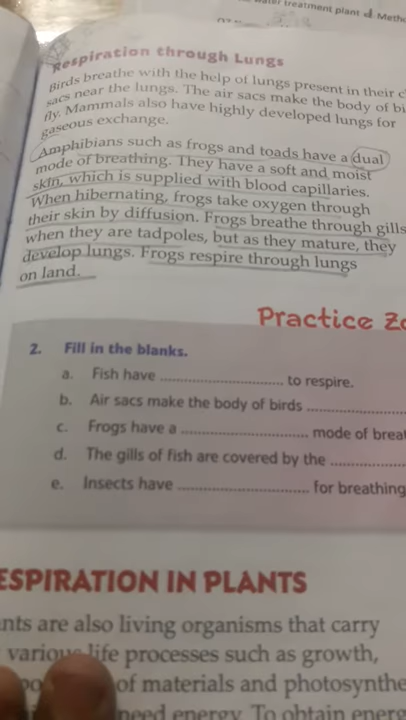 water treatment plant
Respiration through Lungs
Birds breathe with the help of lungs present in their
sacs near the lungs. The air sacs make the body of
fly. Mammals also have highly developed lungs for
gaseous exchange.
Amphibians such as frogs and toads have a dual
mode of breathing. They have a soft and moist
skin, which is supplied with blood capillaries.
When hibernating, frogs take oxygen through
their skin by diffusion. Frogs breathe through gills
when they are tadpoles, but as they mature, they
develop lungs. Frogs respire through lungs
on land.
Practice
2. Fill in the blanks.
a. Fish have .............................. to respire.
b. Air sacs make the body of birds ........................
c. Frogs have a .............................. mode of
d. The gills of fish are covered by the ..................
e. Insects have .............................. for breathing
ESPIRATION IN PLANTS
nts are also living organisms that carry
various life processes such as growth,
of materials and
need energy. To obtain